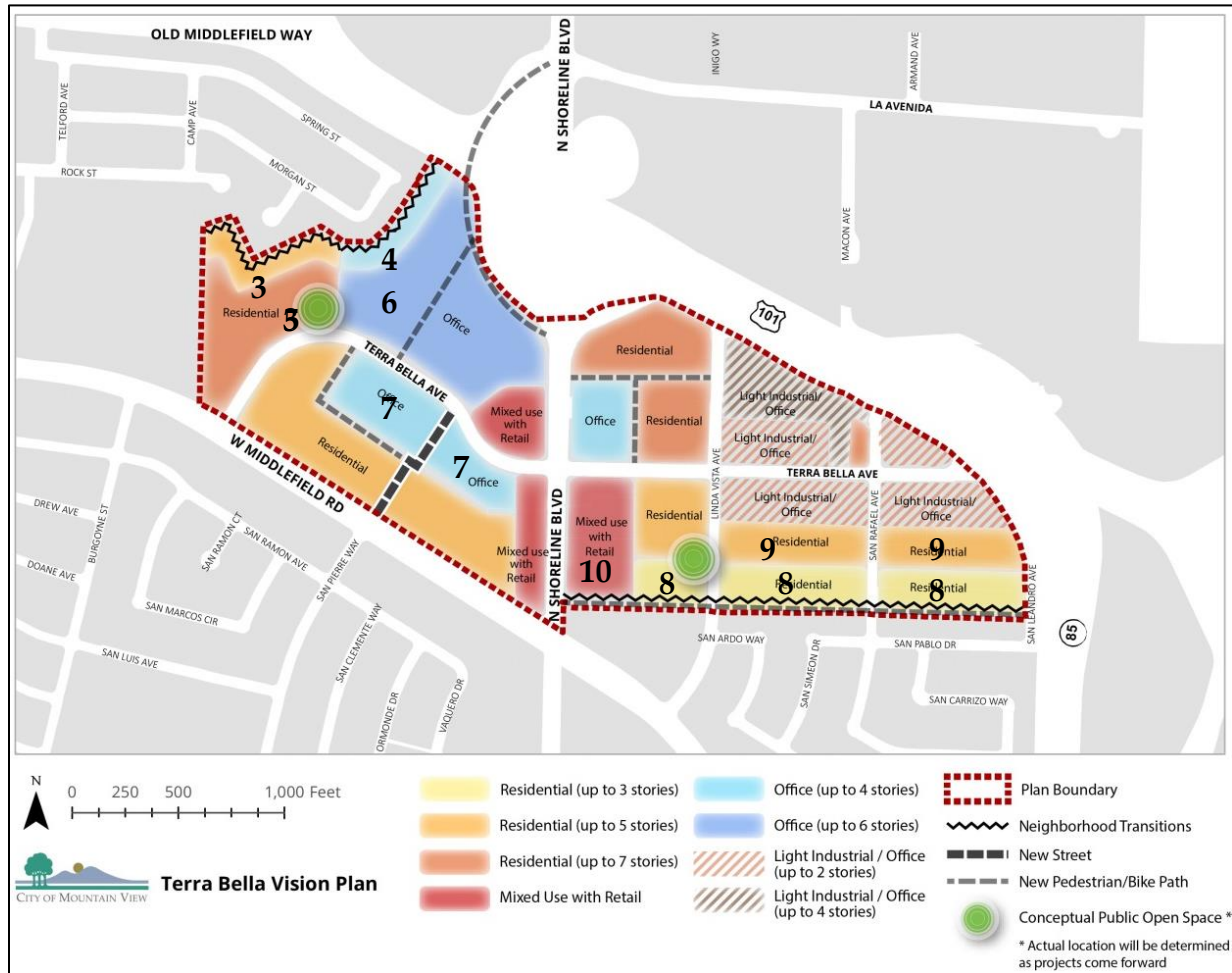 OLD MIDDLEFIELD WAY
N SHORELINE BLVD
INIGO WY
ARMAND AVE
LA AVENIDA
TELFORD AVE
CAMP AVE
SPRING ST
MORGAN ST
ROCK ST
MACON AVE
101
4
3
6
Residential
Office
TERRA BELLA AVE
Residential
Light Industrial/
Office
Office
7
Mixed use
with
Retail
Office
Residential
Light Industrial/
Office
TERRA BELLA AVE
Residential
7
Office
LINDA VISTA AVE
Light Industrial/
Office
SAN RAFAEL AVE
Light Industrial/
Office
W MIDDLEFIELD RD
Mixed use
with
Retail
N SHORELINE BLVD
Mixed use
with
Retail
10
Residential
9
Residential
9
Residential
8
8
Residential
8
Residential
SAN LEANDRO AVE
85
DREW AVE
BURGOYNE ST
SAN RAMON CT
SAN RAMON AVE
DOANE AVE
SAN PIERRE WAY
SAN MARCOS CIR
SAN CLEMENTE WAY
SAN LUIS AVE
ORMONDE DR
VAQUERO DR
SAN ARDO WAY
SAN SIMEON DR
SAN PABLO DR
SAN CARRIZO WAY
N
0 250 500 1,000 Feet
CITY OF MOUNTAIN VIEW
Terra Bella Vision Plan
Residential (up to 3 stories)
Residential (up to 5 stories)
Residential (up to 7 stories)
Mixed Use with Retail
Office (up to 4 stories)
Office (up to 6 stories)
Light Industrial / Office
(up to 2 stories)
Light Industrial / Office
(up to 4 stories)
Plan Boundary
Neighborhood Transitions
New Street
New Pedestrian/Bike Path
Conceptual Public Open Space *
* Actual location will be determined
as projects come forward